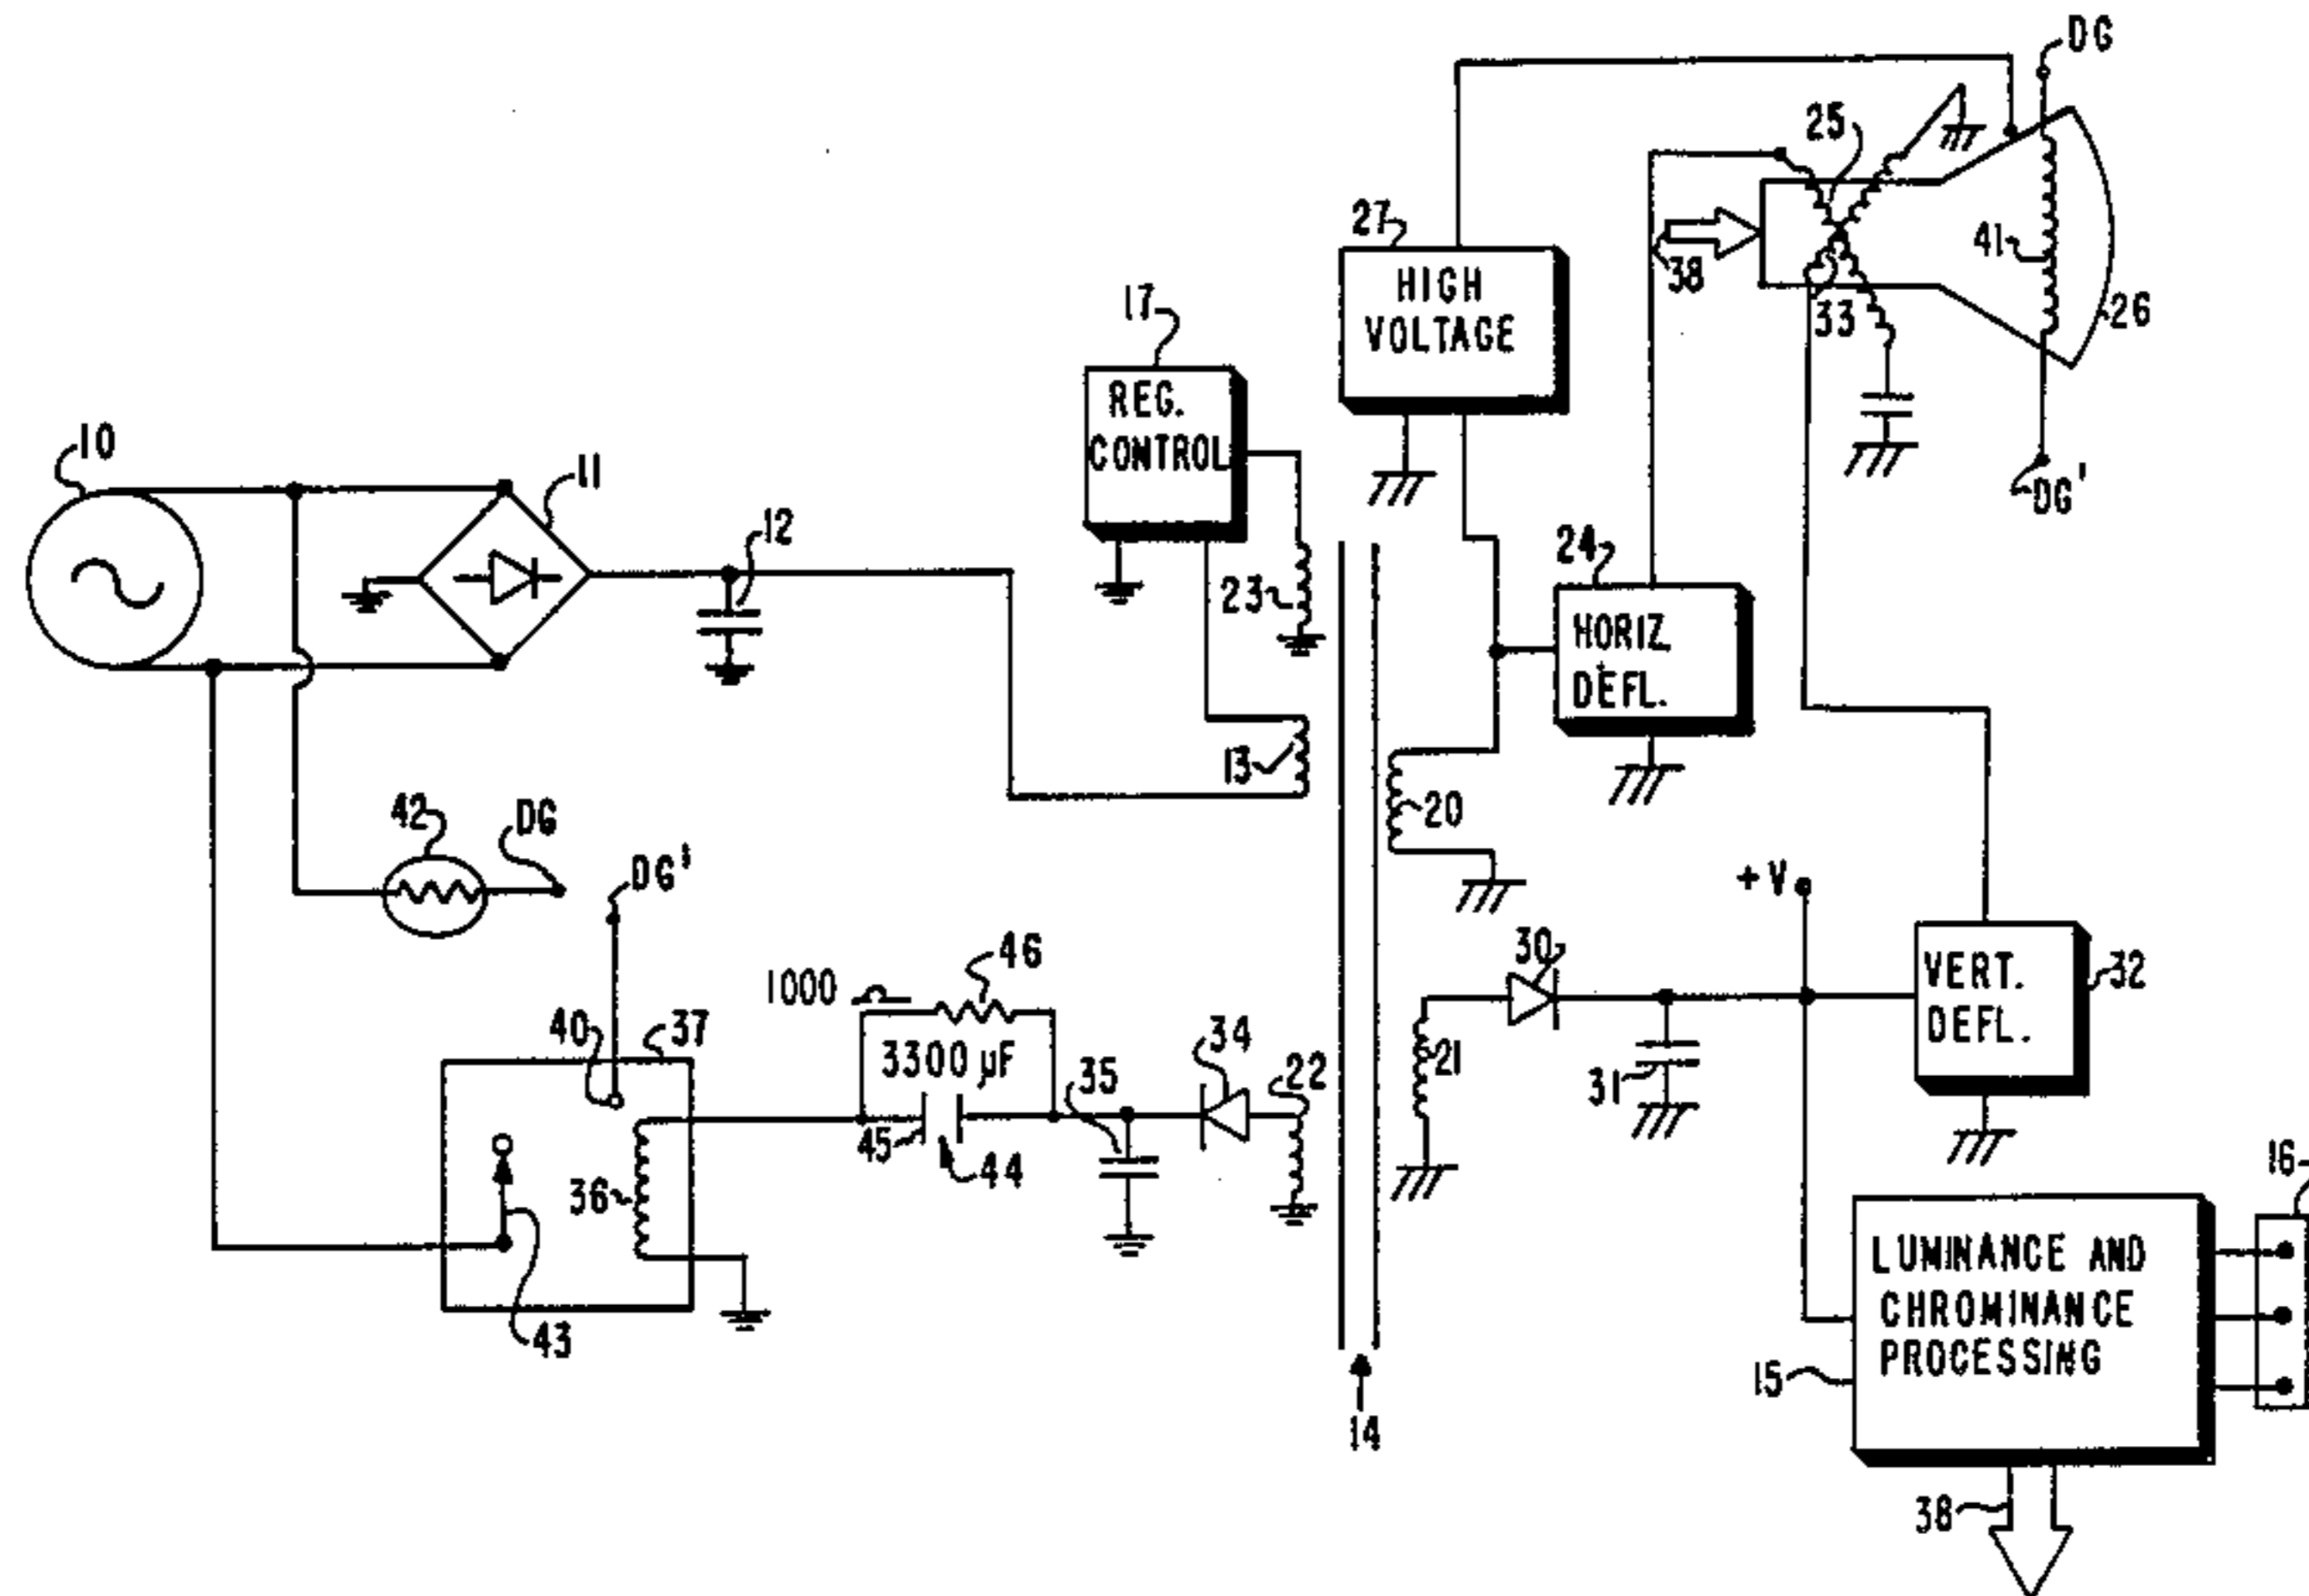 DG
25
27
38
41
26
33
HIGH
VOLTAGE
DG'
17
REG.
CONTROL
10
11
12
24
23
HORIZ.
DEFL.
13
20
42
DG
DG'
+V
46
1000
30
VERT.
DEFL.
32
40
37
3300 µF
34
35
22
21
31
45
44
36
16
43
LUMINANCE AND
CHROMINANCE
PROCESSING
15
14
38